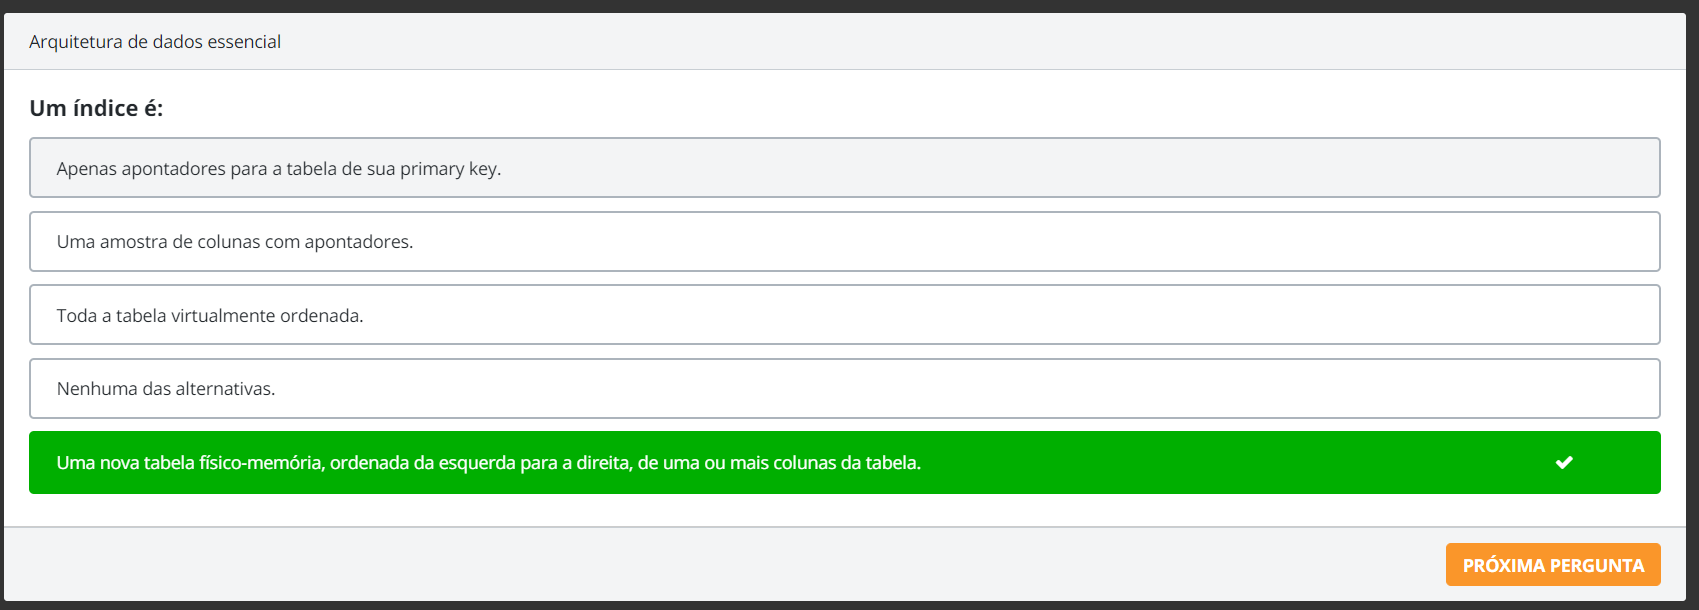 Arquitetura de dados essencial
Um índice é:
Apenas apontadores para a tabela de sua primary key.
Uma amostra de colunas com apontadores.
Toda a tabela virtualmente ordenada.
Nenhuma das alternativas.
Uma nova tabela físico-memória, ordenada da esquerda para a direita, de uma ou mais colunas da tabela.
PRÓXIMA PERGUNTA